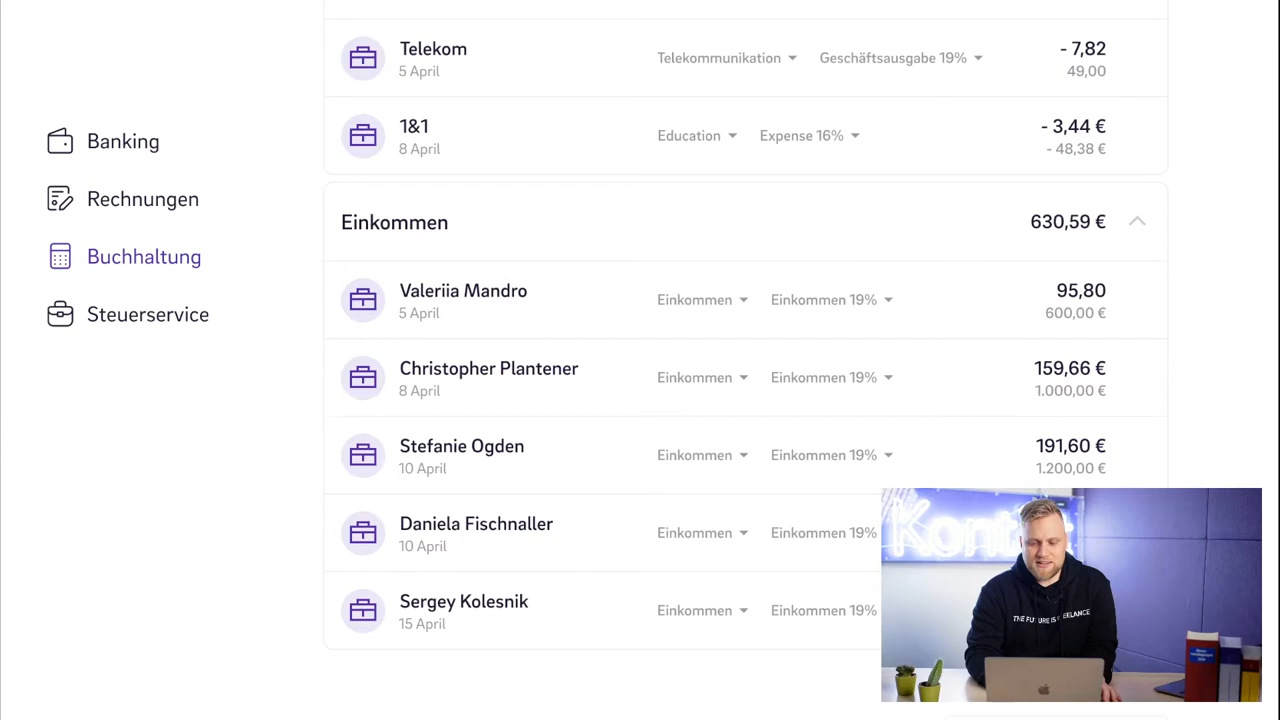 Telekom
5 April
Telekommunikation
Geschäftsausgabe 19%
- 7,82
49,00
1&1
8 April
Education
Expense 16%
- 3,44 €
- 48,38 €
Banking
Rechnungen
Buchhaltung
Steuerservice
Einkommen
630,59 €
Valeriia Mandro
5 April
Einkommen
Einkommen 19%
95,80
600,00 €
Christopher Plantener
8 April
Einkommen
Einkommen 19%
159,66 €
1.000,00 €
Stefanie Ogden
10 April
Einkommen
Einkommen 19%
191,60 €
1.200,00 €
Daniela Fischnaller
10 April
Einkommen
Einkommen 19%
Sergey Kolesnik
15 April
Einkommen
Einkommen 19%
THE FUTURE IS FREELANCE